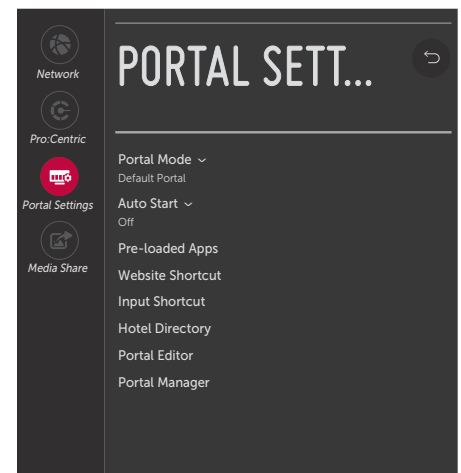 Network
Pro:Centric
Portal Settings
Media Share
PORTAL SETT...
Portal Mode
Default Portal
Auto Start
Off
Pre-loaded Apps
Website Shortcut
Input Shortcut
Hotel Directory
Portal Editor
Portal Manager